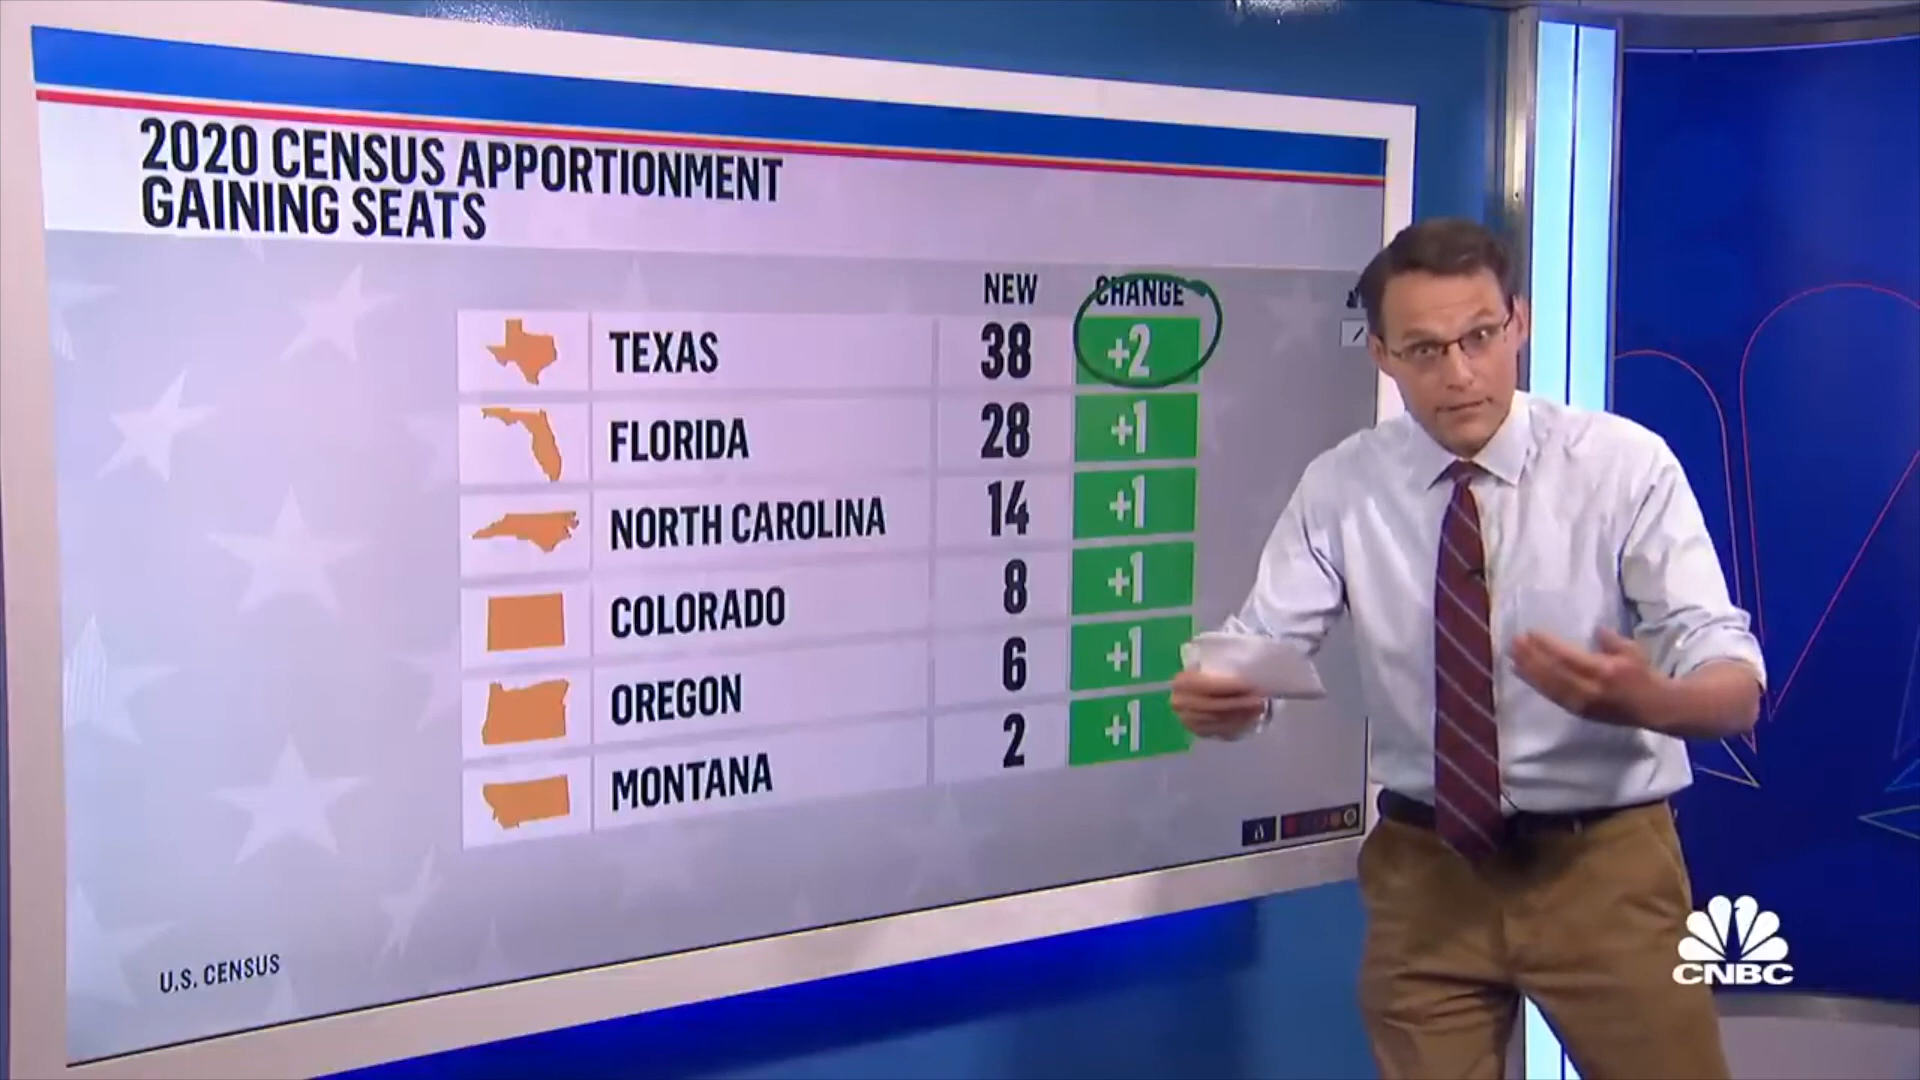 2020 CENSUS APPORTIONMENT
GAINING SEATS
NEW CHANGE
TEXAS 38 +2
FLORIDA 28 +1
NORTH CAROLINA 14 +1
COLORADO 8 +1
OREGON 6 +1
MONTANA 2 +1
U.S. CENSUS
CNBC